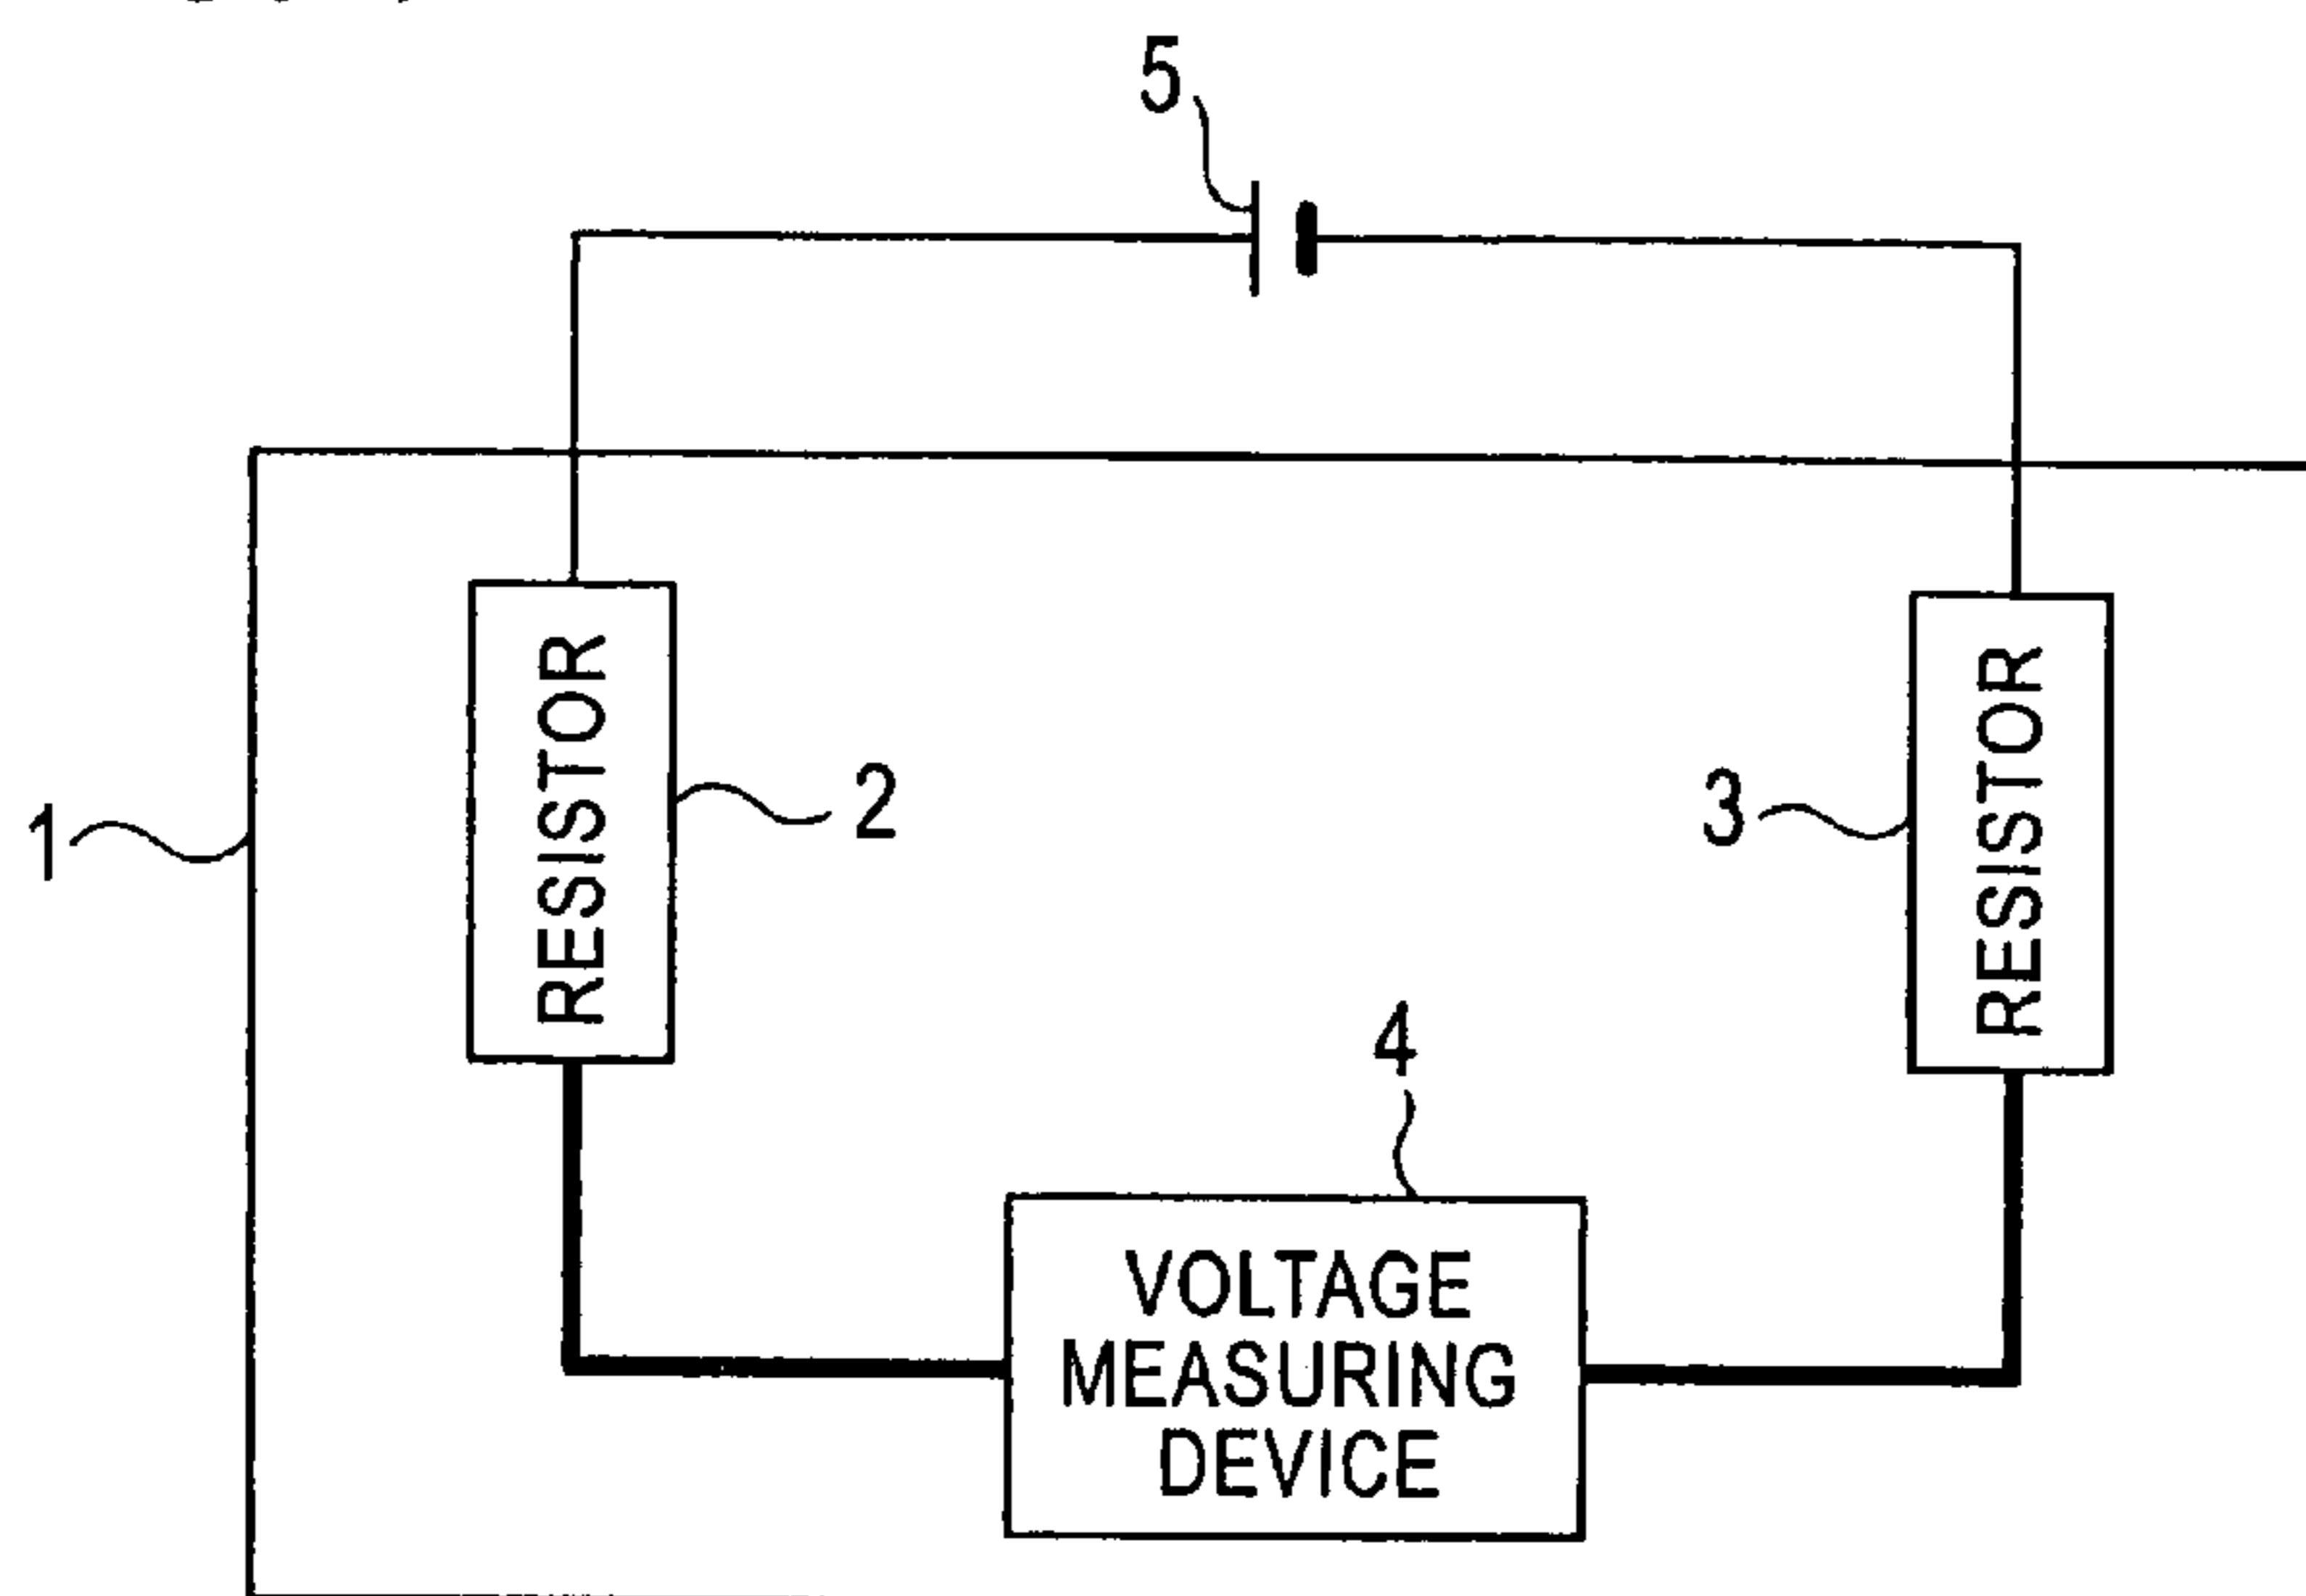 5
RESISTOR
RESISTOR
1
2
3
4
VOLTAGE
MEASURING
DEVICE